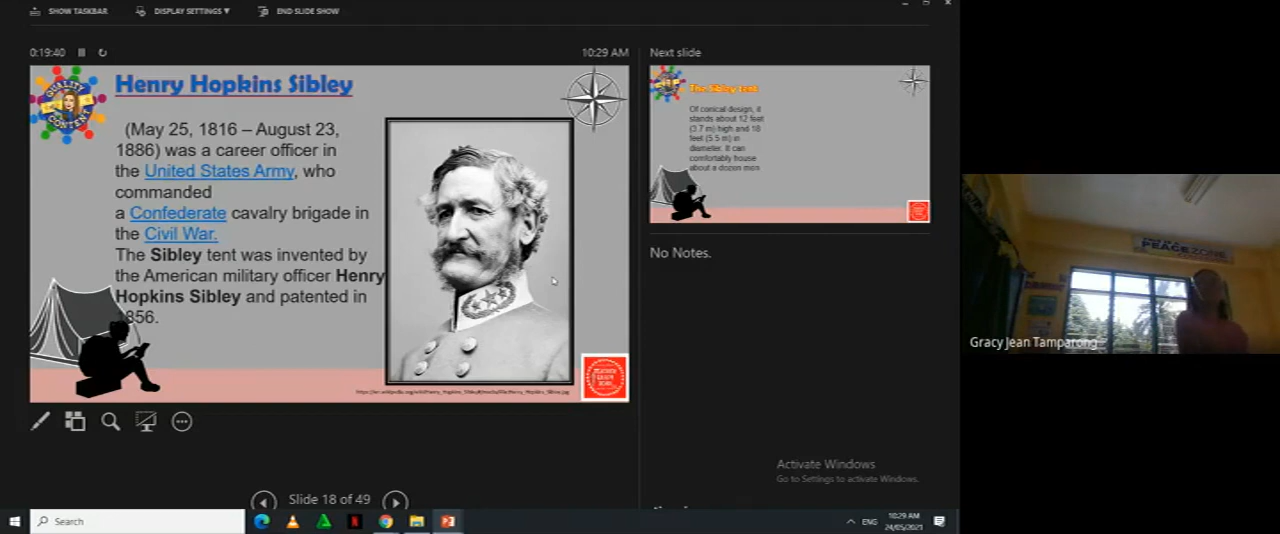 SHOW TASKBAR
DISPLAY SETTINGS ▼
END SLIDE SHOW
0:19:40
10:29 AM
Henry Hopkins Sibley
QUALITY
CONTENT
(May 25, 1816 – August 23,
1886) was a career officer in
the United States Army, who
commanded
a Confederate cavalry brigade in
the Civil War.
The Sibley tent was invented by
the American military officer Henry
Hopkins Sibley and patented in
1856.
Next slide
The Sibley tent
Of conical design, it
stands about 12 feet
(3.7 m) high and 18
feet (5.5 m) in
diameter. It can
comfortably house
about a dozen men
No Notes.
PEACE ZONE
Gracy Jean Tamparong
Activate Windows
Go to Settings to activate Windows.
Slide 18 of 49
Search
ENG
10:29 AM
24/05/2021